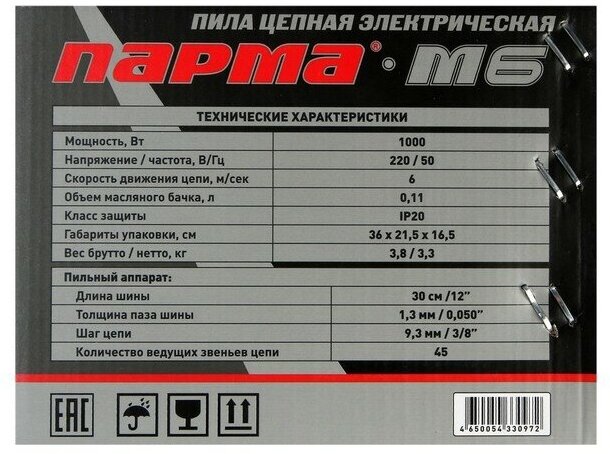 ПИЛА ЦЕПНАЯ ЭЛЕКТРИЧЕСКАЯ
ПАРМА® · М6
ТЕХНИЧЕСКИЕ ХАРАКТЕРИСТИКИ
Мощность, Вт 1000
Напряжение / частота, В/Гц 220 / 50
Скорость движения цепи, м/сек 6
Объем масляного бачка, л 0,11
Класс защиты IP20
Габариты упаковки, см 36 х 21,5 х 16,5
Вес брутто / нетто, кг 3,8 / 3,3
Пильный аппарат:
Длина шины 30 см /12”
Толщина паза шины 1,3 мм / 0,050”
Шаг цепи 9,3 мм / 3/8”
Количество ведущих звеньев цепи 45
EAC
4 650054 330972